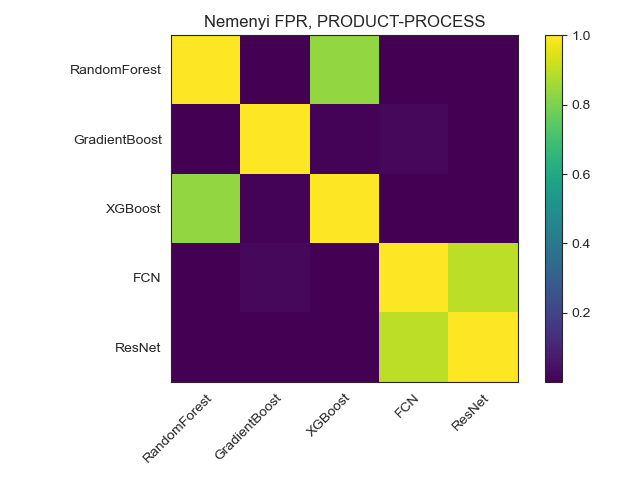 Nemenyi FPR, PRODUCT-PROCESS
RandomForest
GradientBoost
XGBoost
FCN
ResNet
RandomForest
GradientBoost
XGBoost
FCN
ResNet
1.0
0.8
0.6
0.4
0.2